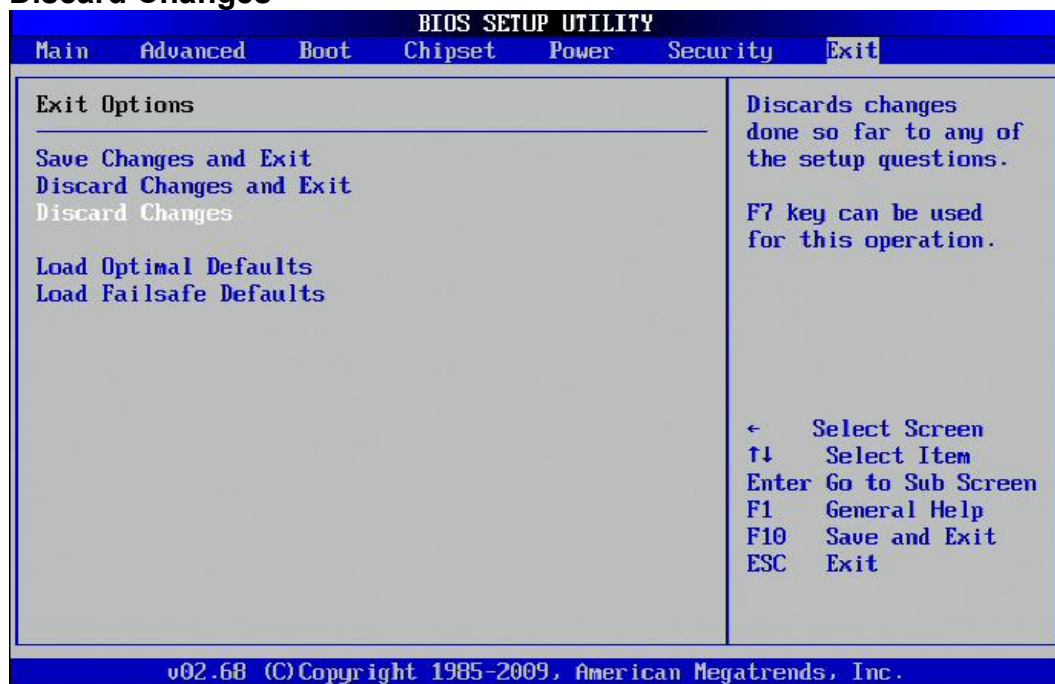 Discard Changes
BIOS SETUP UTILITY
Main Advanced Boot Chipset Power Security Exit
Exit Options
Save Changes and Exit
Discard Changes and Exit
Discard Changes
Load Optimal Defaults
Load Failsafe Defaults
Discards changes
done so far to any of
the setup questions.
F7 key can be used
for this operation.
← Select Screen
↑↓ Select Item
Enter Go to Sub Screen
F1 General Help
F10 Save and Exit
ESC Exit
v02.68 (C)Copyright 1985-2009, American Megatrends, Inc.